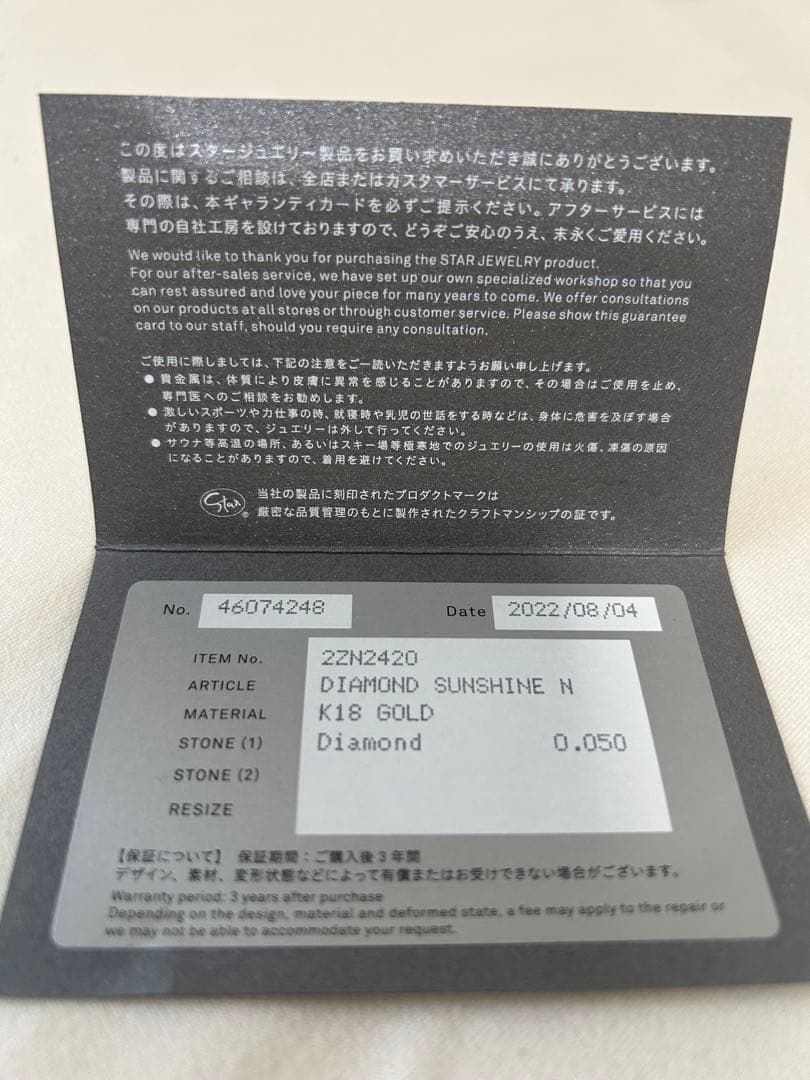 この度はスタージュエリー製品をお買い求めいただき誠にありがとうございます。
製品に関するご相談は、全店またはカスタマーサービスにて承ります。
その際は、本ギャランティカードを必ずご提示ください。アフターサービスには
専門の自社工房を設けておりますので、どうぞご安心のうえ、末永くご愛用ください。
We would like to thank you for purchasing the STAR JEWELRY product.
For our after-sales service, we have set up our own specialized workshop so that you
can rest assured and love your piece for many years to come. We offer consultations
on our products at all stores or through customer service. Please show this guarantee
card to our staff, should you require any consultation.
ご使用に際しましては、下記の注意をご一読いただきますようお願い申し上げます。
● 貴金属は、体質により皮膚に異常を感じることがありますので、その場合はご使用を止め、
専門医へのご相談をお勧めします。
● 激しいスポーツや力仕事の時、就寝時や乳児の世話をする時などは、身体に危害を及ぼす場合
がありますので、ジュエリーは外して行ってください。
● サウナ等高温の場所、あるいはスキー場等極寒地でのジュエリーの使用は火傷、凍傷の原因
になることがありますので、着用を避けてください。
Star ®
当社の製品に刻印されたプロダクトマークは
厳密な品質管理のもとに製作されたクラフトマンシップの証です。
No. 46074248 Date 2022/08/04
ITEM No. 2ZN2420
ARTICLE DIAMOND SUNSHINE N
MATERIAL K18 GOLD
STONE (1) Diamond 0.050
STONE (2)
RESIZE
【保証について】 保証期間：ご購入後3年間
デザイン、素材、変形状態などによって有償またはお受けできない場合がございます。
Warranty period: 3 years after purchase
Depending on the design, material and deformed state, a fee may apply to the repair or
we may not be able to accommodate your request.